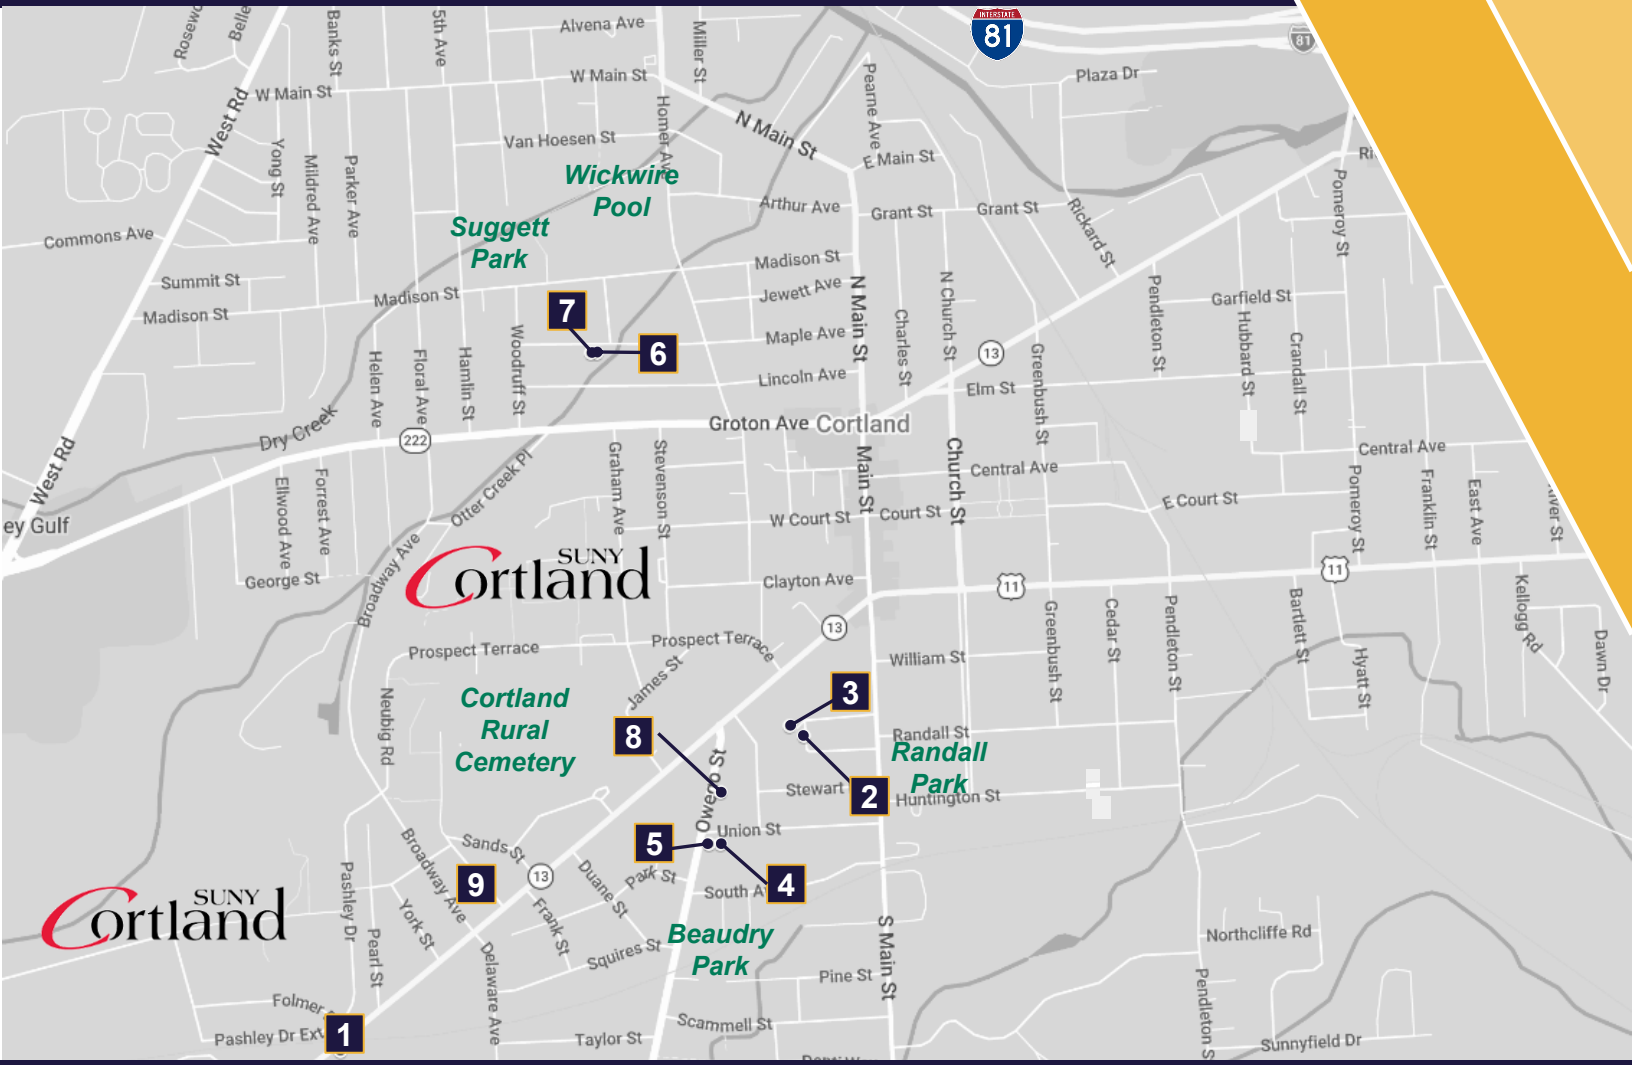 Alvena Ave
5th Ave
Banks St
Miller St
INTERSTATE
81
81
W Main St
Plaza Dr
W Main St
West Rd
Pearne Ave
Homer Ave
N Main St
Van Hoesen St
E Main St
Yong St
Mildred Ave
Parker Ave
Wickwire
Pool
Pomeroy St
Arthur Ave
Grant St
Grant St
Rickard St
Suggett
Park
Commons Ave
Madison St
Summit St
Madison St
Jewett Ave
N Main St
N Church St
Pendleton St
Garfield St
Madison St
7
Maple Ave
Charles St
Hubbard St
Crandall St
Woodruff St
6
13
Greenbush St
Helen Ave
Floral Ave
Hamlin St
Lincoln Ave
Elm St
Dry Creek
222
Groton Ave
Cortland
West Rd
Graham Ave
Stevenson St
Main St
Church St
Central Ave
Central Ave
Otter Creek Pl
Ellwood Ave
Forrest Ave
Pomeroy St
Franklin St
East Ave
E Court St
W Court St
Court St
ey Gulf
Broadway Ave
SUNY
Cortland
George St
Clayton Ave
11
11
Kellogg Rd
Greenbush St
Cedar St
Pendleton St
Bartlett St
13
Prospect Terrace
Prospect Terrace
William St
Dawn Dr
Hyatt St
James St
Neubig Rd
3
Cortland
Rural
Cemetery
8
Randall St
Randall
Park
Owego St
Stewart
2
Huntington St
Union St
5
Sands St
Broadway Ave
4
9
13
Duane St
Park St
South A
Pashley Dr
SUNY
Cortland
York St
Frank St
Beaudry
Park
S Main St
Northcliffe Rd
Pearl St
Delaware Ave
Squires St
Pine St
Pendleton S
Folmer
1
Pashley Dr Ext
Scammell St
Taylor St
Sunnyfield Dr